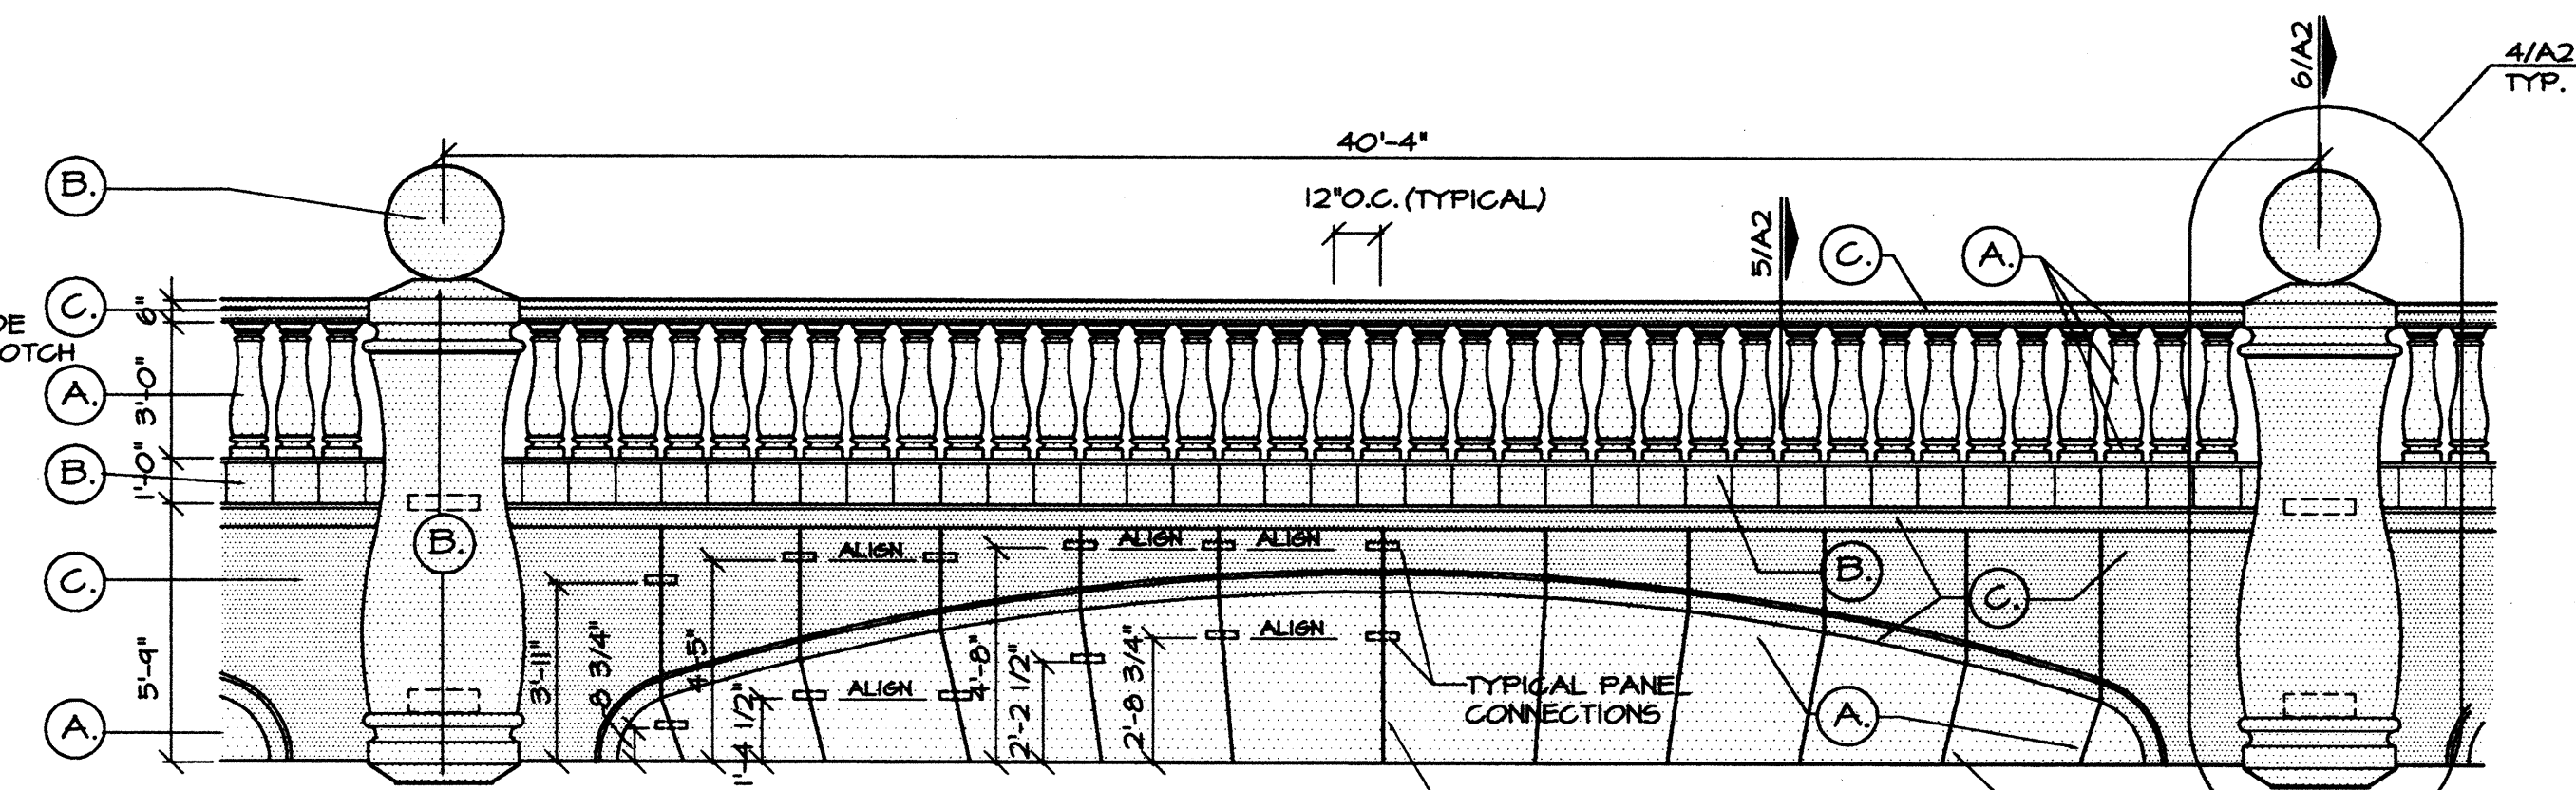 6/A2
4/A2
TYP.
40'-4"
B.
12"O.C. (TYPICAL)
5/A2
C.
A.
C.
6"
DE
OTCH
A.
3'-0"
B.
1'-0"
B.
ALIGN
ALIGN
ALIGN
C.
B.
C.
3'-11"
8 3/4"
4'-5"
4'-8"
2'-2 1/2"
2'-8 3/4"
ALIGN
5'-9"
ALIGN
1'-4 1/2"
TYPICAL PANEL
CONNECTIONS
A.
A.